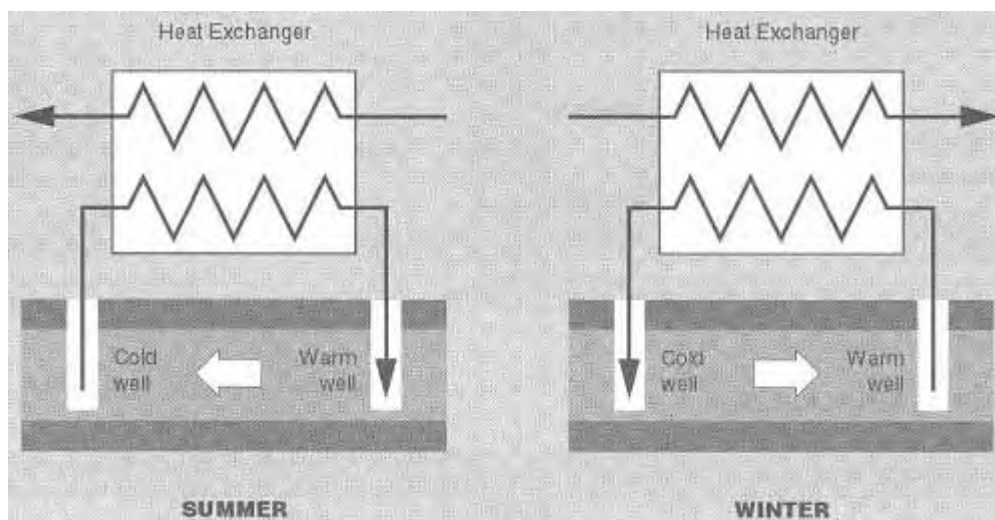 Heat Exchanger
Heat Exchanger
Cold
well
Warm
well
Cold
well
Warm
well
SUMMER
WINTER